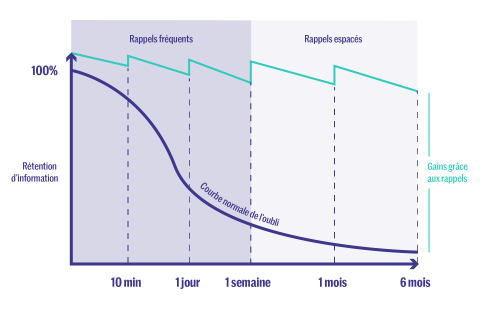 Rappels fréquents
Rappels espacés
100%
Rétention
d'information
Courbe normale de l'oubli
Gains grâce
aux rappels
10 min
1 jour
1 semaine
1 mois
6 mois